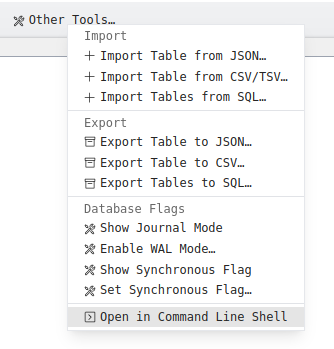 Other Tools…
Import
Import Table from JSON…
Import Table from CSV/TSV…
Import Tables from SQL…
Export
Export Table to JSON…
Export Table to CSV…
Export Tables to SQL…
Database Flags
Show Journal Mode
Enable WAL Mode…
Show Synchronous Flag
Set Synchronous Flag…
Open in Command Line Shell